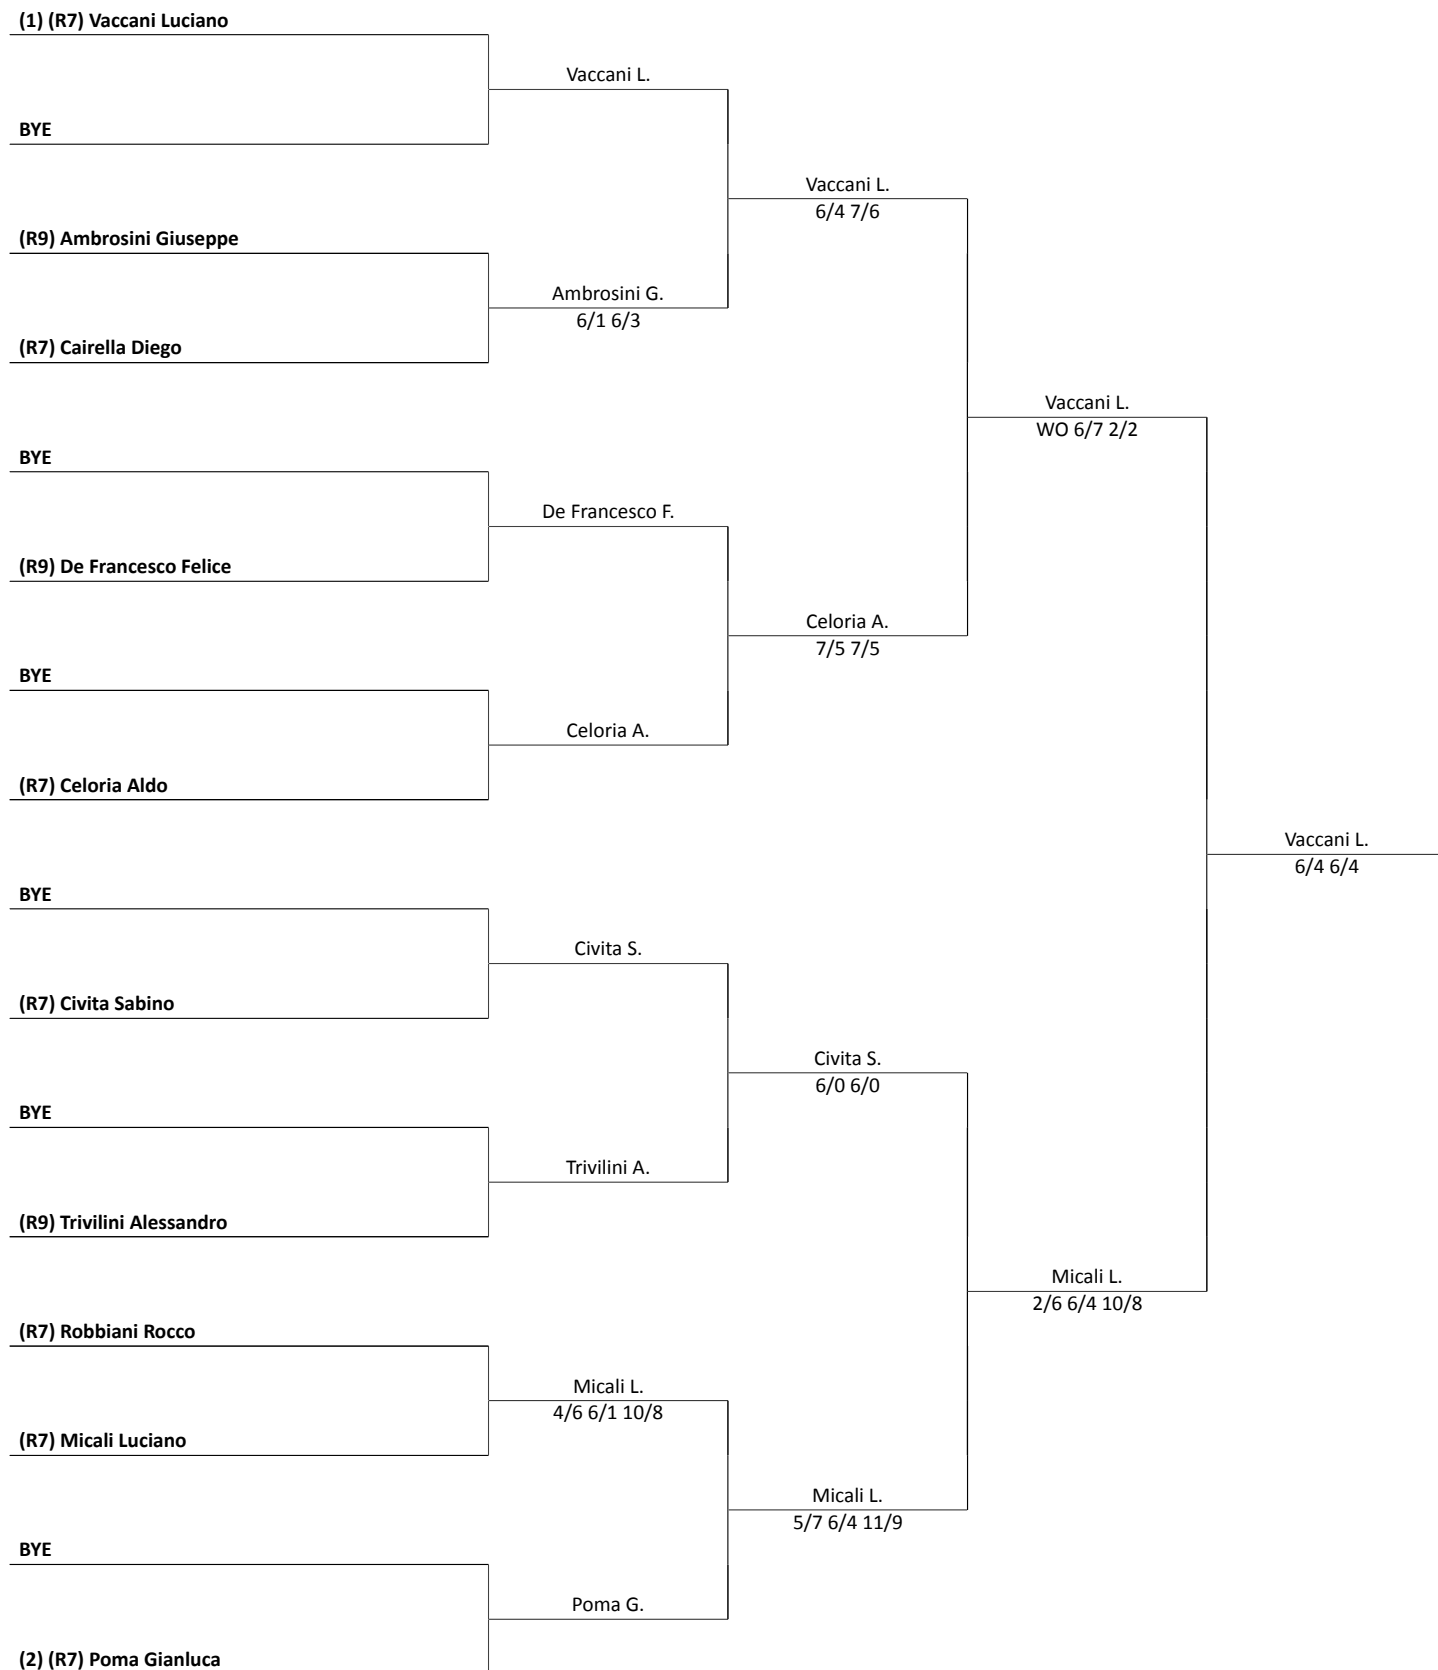 (1) (R7) Vaccani Luciano
Vaccani L.
BYE
Vaccani L.
6/4 7/6
(R9) Ambrosini Giuseppe
Ambrosini G.
6/1 6/3
(R7) Cairella Diego
Vaccani L.
WO 6/7 2/2
BYE
De Francesco F.
(R9) De Francesco Felice
Celoria A.
7/5 7/5
BYE
Celoria A.
(R7) Celoria Aldo
Vaccani L.
6/4 6/4
BYE
Civita S.
(R7) Civita Sabino
Civita S.
6/0 6/0
BYE
Trivilini A.
(R9) Trivilini Alessandro
Micali L.
2/6 6/4 10/8
(R7) Robbiani Rocco
Micali L.
4/6 6/1 10/8
(R7) Micali Luciano
Micali L.
5/7 6/4 11/9
BYE
Poma G.
(2) (R7) Poma Gianluca